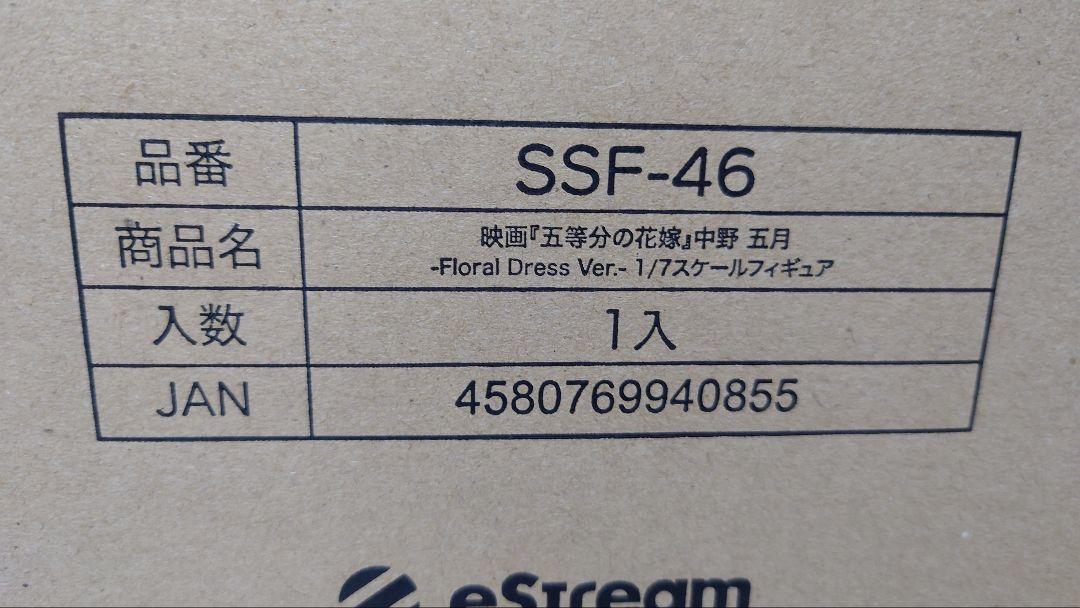 品番 SSF-46
商品名 映画『五等分の花嫁』中野 五月
-Floral Dress Ver.- 1/7スケールフィギュア
入数 1入
JAN 4580769940855
eStream